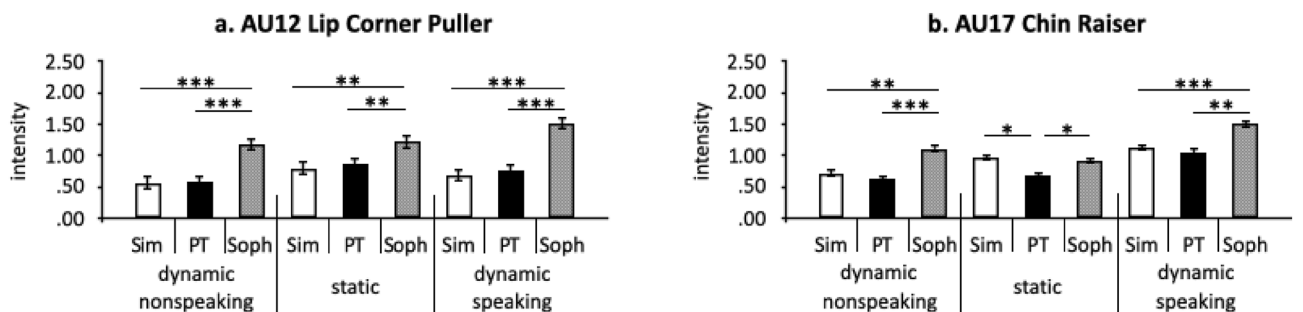 a. AU12 Lip Corner Puller
intensity
2.50
2.00
1.50
1.00
.50
.00
***
***
**
**
***
***
Sim PT Soph Sim PT Soph Sim PT Soph
dynamic nonspeaking
static
dynamic speaking
b. AU17 Chin Raiser
intensity
2.50
2.00
1.50
1.00
.50
.00
**
***
*
*
***
**
Sim PT Soph Sim PT Soph Sim PT Soph
dynamic nonspeaking
static
dynamic speaking